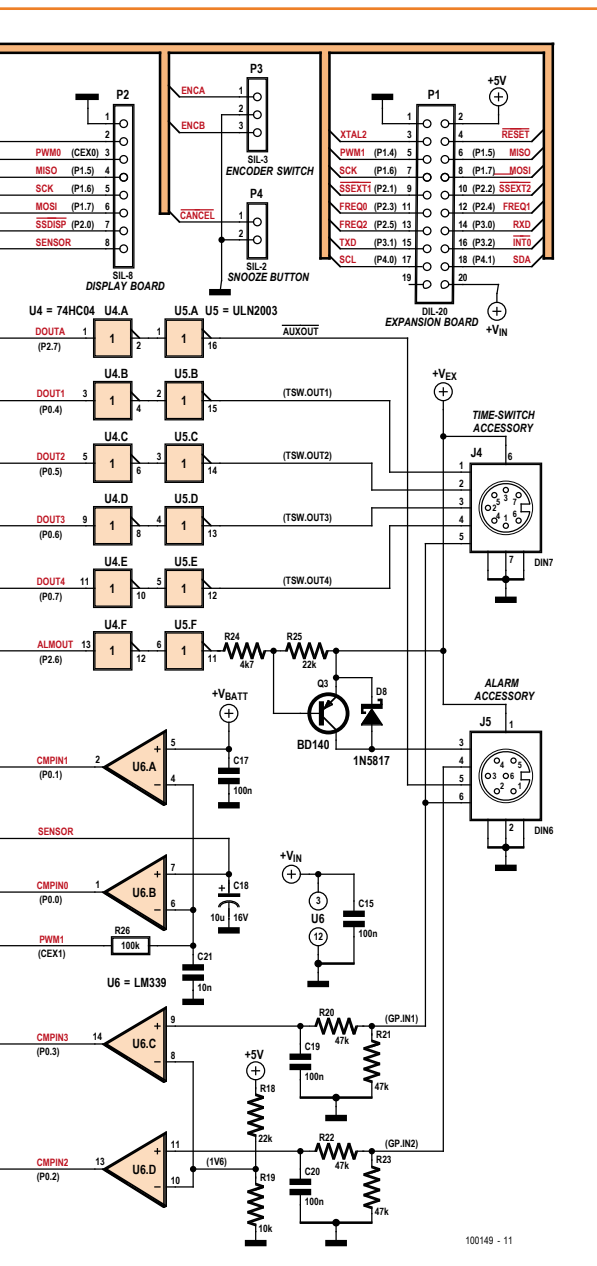 P3
P2
P1
+5V
ENCA 1
2
ENCB 3
SIL-3
ENCODER SWITCH
P4
CANCEL 1
2
SIL-2
SNOOZE BUTTON
1
2
PWM0 (CEX0) 3
MISO (P1.5) 4
SCK (P1.6) 5
MOSI (P1.7) 6
SSDISP (P2.0) 7
SENSOR 8
SIL-8
DISPLAY BOARD
1 2
XTAL2 3 4 RESET
PWM1 (P1.4) 5 6 (P1.5) MISO
SCK (P1.6) 7 8 (P1.7) MOSI
SSEXT1 (P2.1) 9 10 (P2.2) SSEXT2
FREQ0 (P2.3) 11 12 (P2.4) FREQ1
FREQ2 (P2.5) 13 14 (P3.0) RXD
TXD (P3.1) 15 16 (P3.2) INT0
SCL (P4.0) 17 18 (P4.1) SDA
19 20
DIL-20
EXPANSION BOARD
+VIN
U4 = 74HC04 U4.A U5.A U5 = ULN2003
DOUTA 1 1 2 1 1 16 AUXOUT
(P2.7)
U4.B U5.B
DOUT1 3 1 4 2 1 15 (TSW.OUT1)
(P0.4)
U4.C U5.C
DOUT2 5 1 6 3 1 14 (TSW.OUT2)
(P0.5)
U4.D U5.D
DOUT3 9 1 8 4 1 13 (TSW.OUT3)
(P0.6)
U4.E U5.E
DOUT4 11 1 10 5 1 12 (TSW.OUT4)
(P0.7)
U4.F U5.F
ALMOUT 13 1 12 6 1 11
(P2.6)
+VEX
TIME-SWITCH
ACCESSORY
J4
6
1
2
3
4
5
5 3 7
2
4 1 6
7
DIN7
R24
4k7
R25
22k
Q3
BD140
D8
1N5817
ALARM
ACCESSORY
J5
1
3
4
5
6
4 5
3 6
2 1
2
DIN6
+VBATT
CMPIN1 2 U6.A + 5
(P0.1) – 4
C17
100n
SENSOR
CMPIN0 1 U6.B + 7
(P0.0) – 6
+ C18
10u 16V
PWM1
(CEX1)
R26
100k
C21
10n
U6 = LM339
+VIN
3
U6
12
C15
100n
CMPIN3 14 U6.C + 9
(P0.3) – 8
R20
47k
(GP.IN1)
R21
47k
C19
100n
+5V
R18
22k
CMPIN2 13 U6.D + 11
(P0.2) – 10
(1V6)
R19
10k
R22
47k
(GP.IN2)
R23
47k
C20
100n
100149 - 11